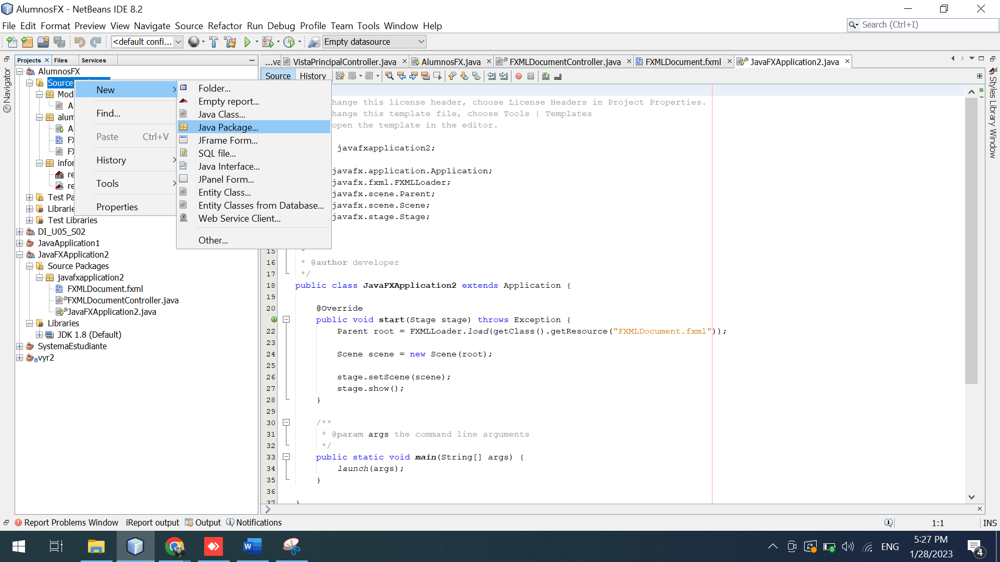 AlumnosFX - NetBeans IDE 8.2
File Edit Format Preview View Navigate Source Refactor Run Debug Profile Team Tools Window Help
Search (Ctrl+I)
<default confi...
Empty datasource
Projects Files Services
...va VistaPrincipalController.java AlumnosFX.java FXMLDocumentController.java FXMLDocument.fxml JavaFXApplication2.java
Source History
Navigator
Styles Library Window
AlumnosFX
Source
Mod
A
alum
A
FX
FX
infor
re
re
Test Pa
Librarie
Test Libraries
DI_U05_S02
JavaApplication1
JavaFXApplication2
Source Packages
javafxapplication2
FXMLDocument.fxml
FXMLDocumentController.java
JavaFXApplication2.java
Libraries
JDK 1.8 (Default)
SystemaEstudiante
vyr2
New
Find...
Paste Ctrl+V
History
Tools
Properties
Folder...
Empty report...
Java Class...
Java Package...
JFrame Form...
SQL file...
Java Interface...
JPanel Form...
Entity Class...
Entity Classes from Database...
Web Service Client...
Other...
hange this license header, choose License Headers in Project Properties.
hange this template file, choose Tools | Templates
open the template in the editor.
javafxapplication2;
javafx.application.Application;
javafx.fxml.FXMLLoader;
javafx.scene.Parent;
javafx.scene.Scene;
javafx.stage.Stage;
15 *
16 * @author developer
17 */
18 public class JavaFXApplication2 extends Application {
19
20 @Override
public void start(Stage stage) throws Exception {
22 Parent root = FXMLLoader.load(getClass().getResource("FXMLDocument.fxml"));
23
24 Scene scene = new Scene(root);
25
26 stage.setScene(scene);
27 stage.show();
28 }
29
30 /**
31 * @param args the command line arguments
32 */
33 public static void main(String[] args) {
34 launch(args);
35 }
36
37 }
Report Problems Window iReport output Output Notifications
1:1 INS
ENG
5:27 PM
1/28/2023
4